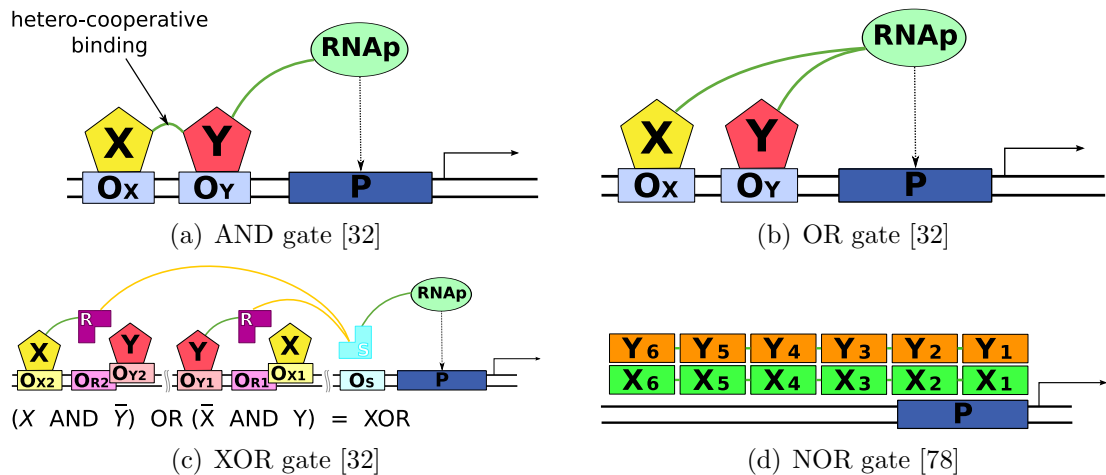 hetero-cooperative
binding
RNAp
X Y
OX OY P
(a) AND gate [32]
RNAp
X Y
OX OY P
(b) OR gate [32]
RNAp
R R
X Y Y X S
OX2 OR2 OY2 OY1 OR1 OX1 OS P
(X AND Y̅) OR (X̅ AND Y) = XOR
(c) XOR gate [32]
Y6 Y5 Y4 Y3 Y2 Y1
X6 X5 X4 X3 X2 X1
P
(d) NOR gate [78]